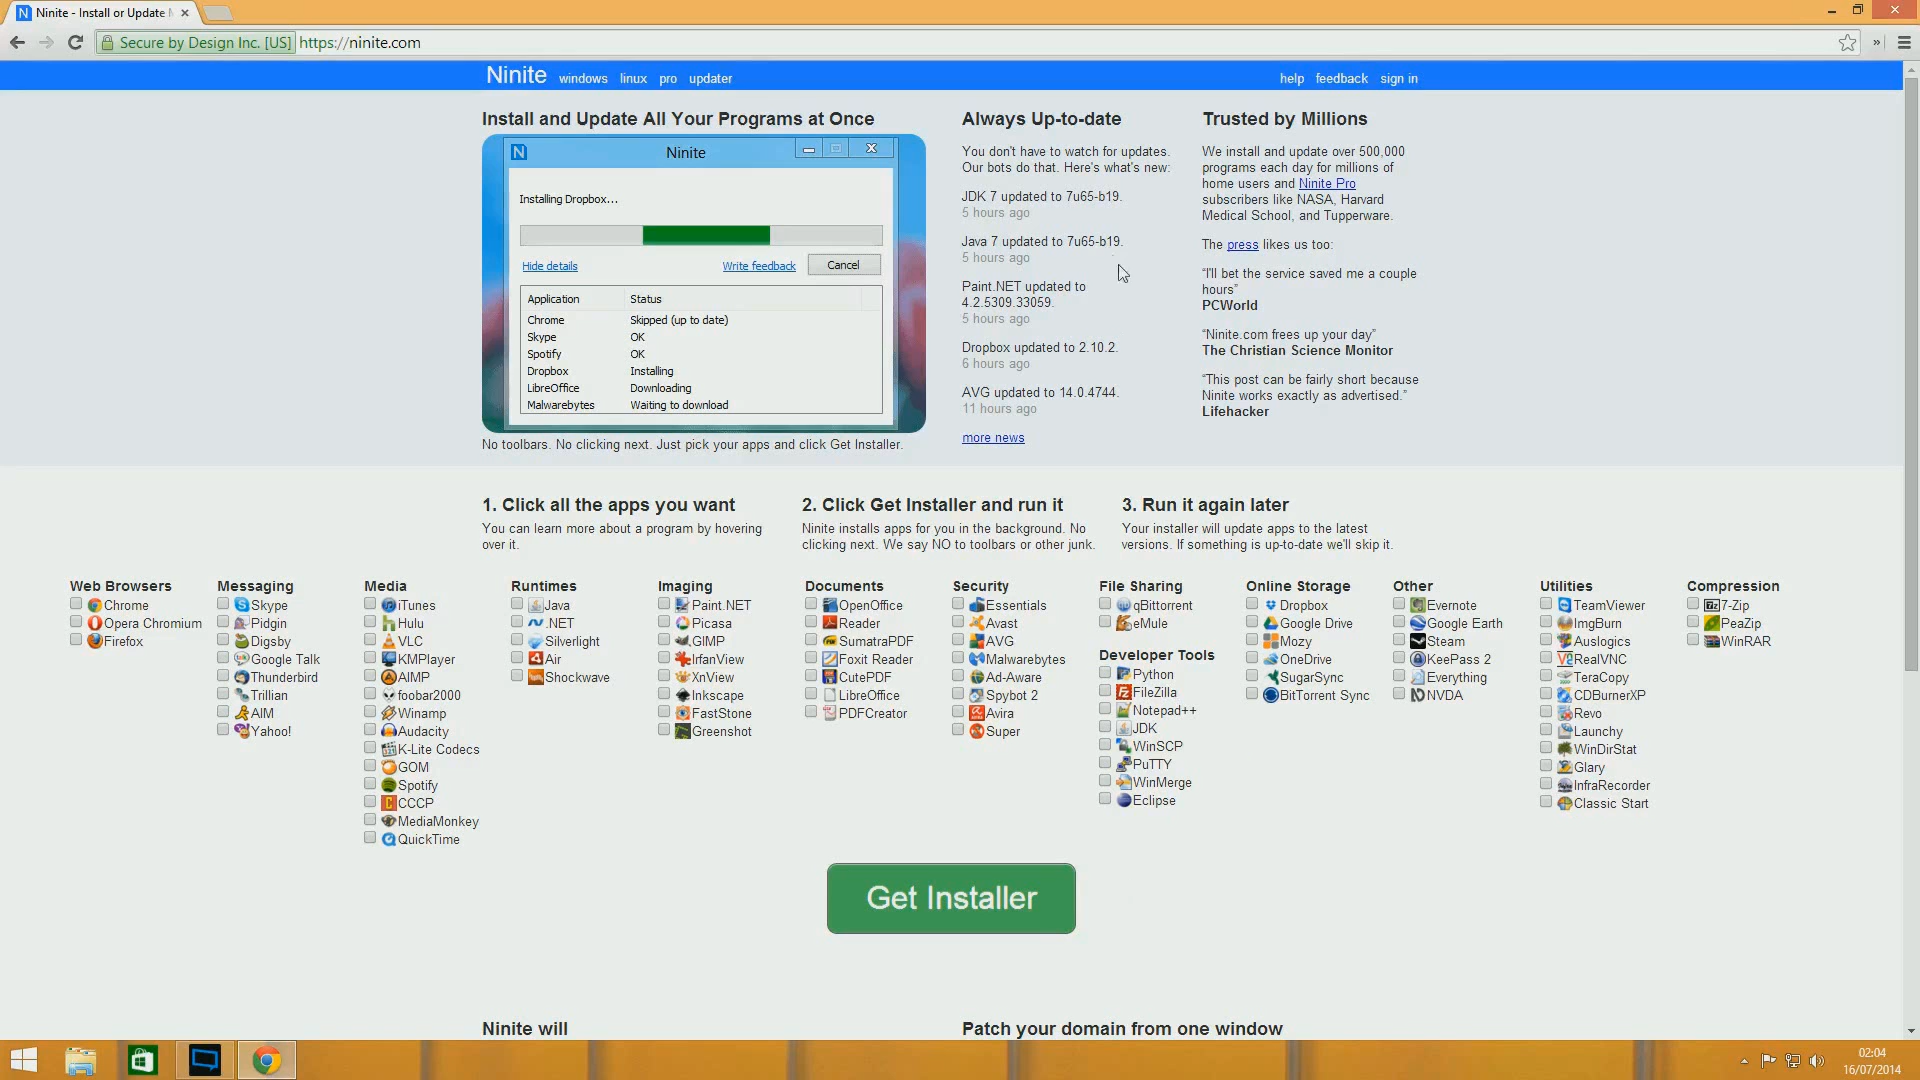 Ninite - Install or Update M
Secure by Design Inc. [US] https://ninite.com
Ninite windows linux pro updater help feedback sign in
Install and Update All Your Programs at Once
Ninite
Installing Dropbox...
Hide details Write feedback Cancel
Application Status
Chrome Skipped (up to date)
Skype OK
Spotify OK
Dropbox Installing
LibreOffice Downloading
Malwarebytes Waiting to download
No toolbars. No clicking next. Just pick your apps and click Get Installer.
Always Up-to-date
You don't have to watch for updates.
Our bots do that. Here's what's new:
JDK 7 updated to 7u65-b19.
5 hours ago
Java 7 updated to 7u65-b19.
5 hours ago
Paint.NET updated to
4.2.5309.33059.
5 hours ago
Dropbox updated to 2.10.2.
6 hours ago
AVG updated to 14.0.4744.
11 hours ago
more news
Trusted by Millions
We install and update over 500,000
programs each day for millions of
home users and Ninite Pro
subscribers like NASA, Harvard
Medical School, and Tupperware.
The press likes us too:
“I'll bet the service saved me a couple
hours”
PCWorld
“Ninite.com frees up your day”
The Christian Science Monitor
“This post can be fairly short because
Ninite works exactly as advertised.”
Lifehacker
1. Click all the apps you want
You can learn more about a program by hovering
over it.
2. Click Get Installer and run it
Ninite installs apps for you in the background. No
clicking next. We say NO to toolbars or other junk.
3. Run it again later
Your installer will update apps to the latest
versions. If something is up-to-date we'll skip it.
Web Browsers
Chrome
Opera Chromium
Firefox
Messaging
Skype
Pidgin
Digsby
Google Talk
Thunderbird
Trillian
AIM
Yahoo!
Media
iTunes
Hulu
VLC
KMPlayer
AIMP
foobar2000
Winamp
Audacity
K-Lite Codecs
GOM
Spotify
CCCP
MediaMonkey
QuickTime
Runtimes
Java
.NET
Silverlight
Air
Shockwave
Imaging
Paint.NET
Picasa
GIMP
IrfanView
XnView
Inkscape
FastStone
Greenshot
Documents
OpenOffice
Reader
SumatraPDF
Foxit Reader
CutePDF
LibreOffice
PDFCreator
Security
Essentials
Avast
AVG
Malwarebytes
Ad-Aware
Spybot 2
Avira
Super
File Sharing
qBittorrent
eMule
Developer Tools
Python
FileZilla
Notepad++
JDK
WinSCP
PuTTY
WinMerge
Eclipse
Online Storage
Dropbox
Google Drive
Mozy
OneDrive
SugarSync
BitTorrent Sync
Other
Evernote
Google Earth
Steam
KeePass 2
Everything
NVDA
Utilities
TeamViewer
ImgBurn
Auslogics
RealVNC
TeraCopy
CDBurnerXP
Revo
Launchy
WinDirStat
Glary
InfraRecorder
Classic Start
Compression
7-Zip
PeaZip
WinRAR
Get Installer
Ninite will
Patch your domain from one window
02:04
16/07/2014